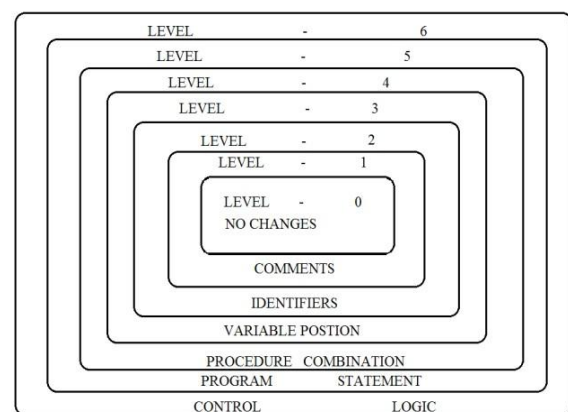 LEVEL - 6
LEVEL - 5
LEVEL - 4
LEVEL - 3
LEVEL - 2
LEVEL - 1
LEVEL - 0
NO CHANGES
COMMENTS
IDENTIFIERS
VARIABLE POSTION
PROCEDURE COMBINATION
PROGRAM STATEMENT
CONTROL LOGIC